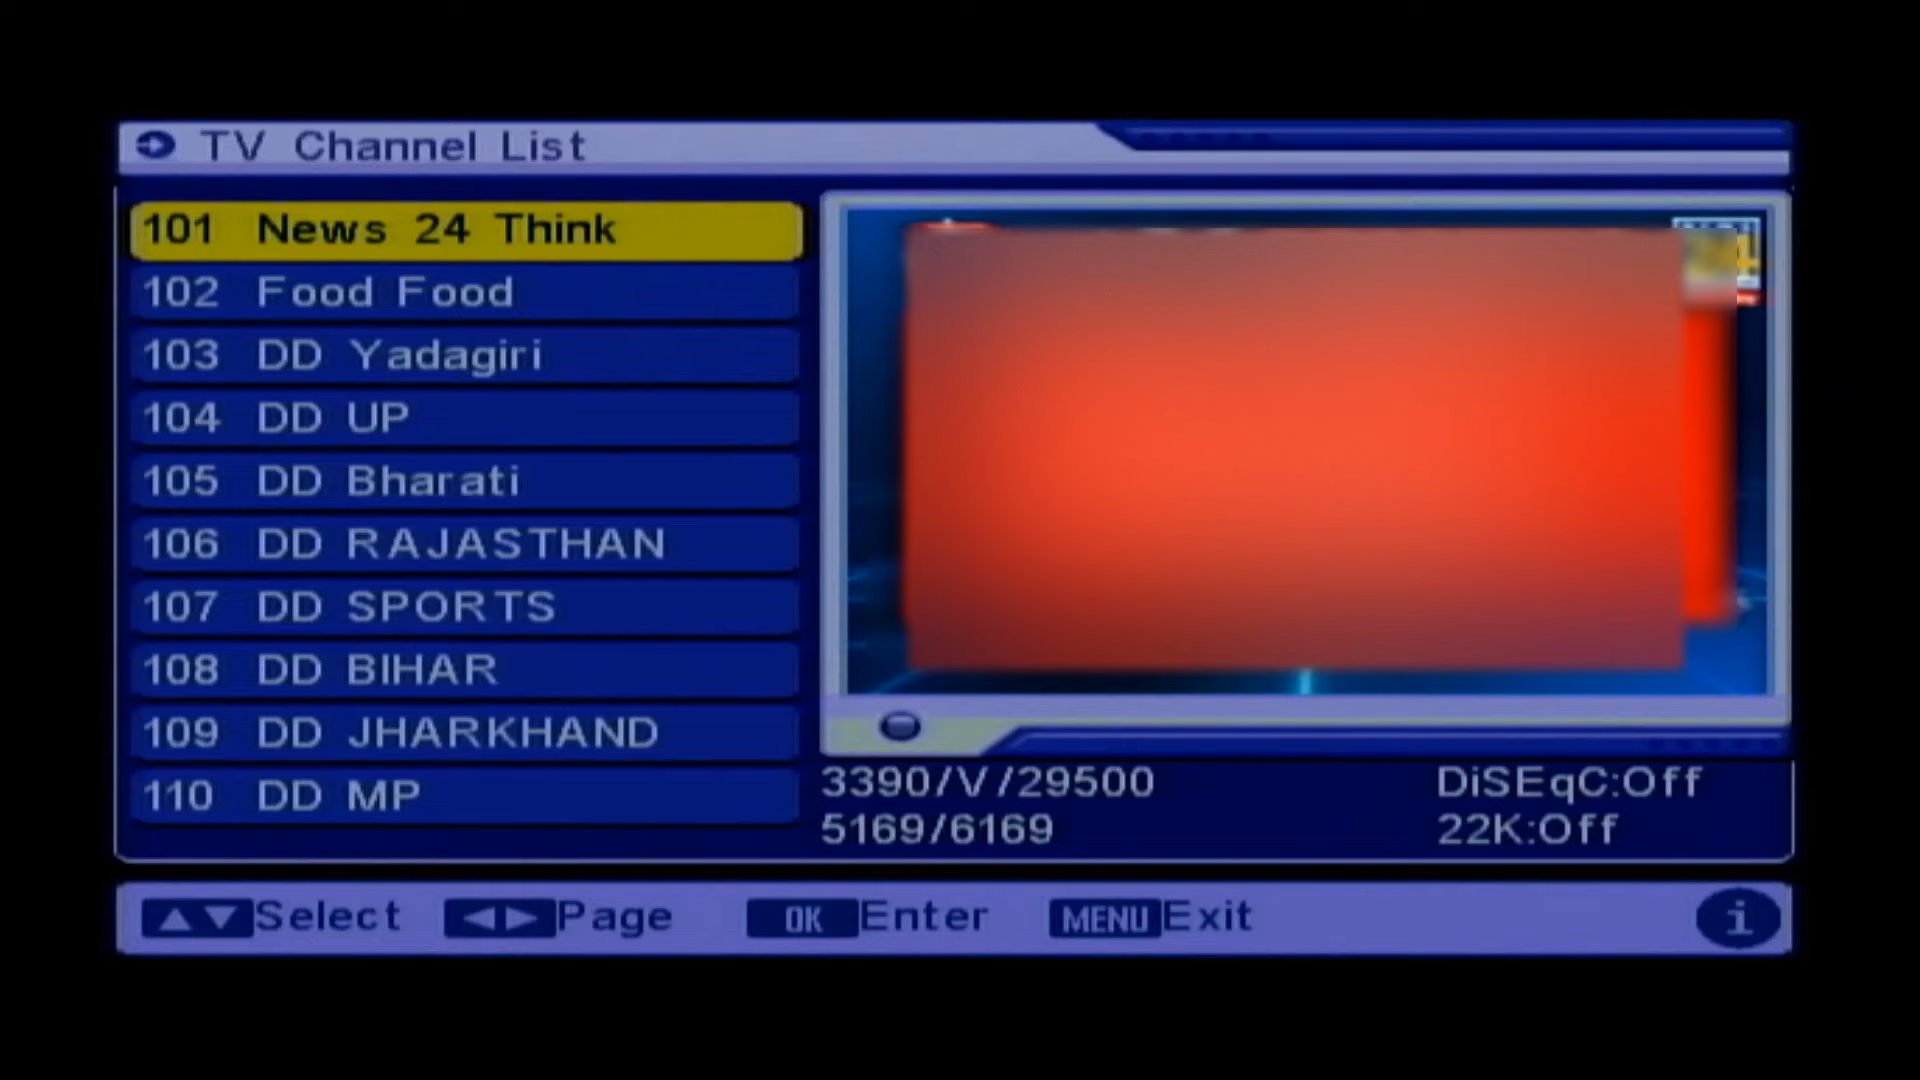 TV Channel List
101 News 24 Think
102 Food Food
103 DD Yadagiri
104 DD UP
105 DD Bharati
106 DD RAJASTHAN
107 DD SPORTS
108 DD BIHAR
109 DD JHARKHAND
110 DD MP
3390/V/29500 DiSEqC:Off
5169/6169 22K:Off
Select Page OK Enter MENU Exit i